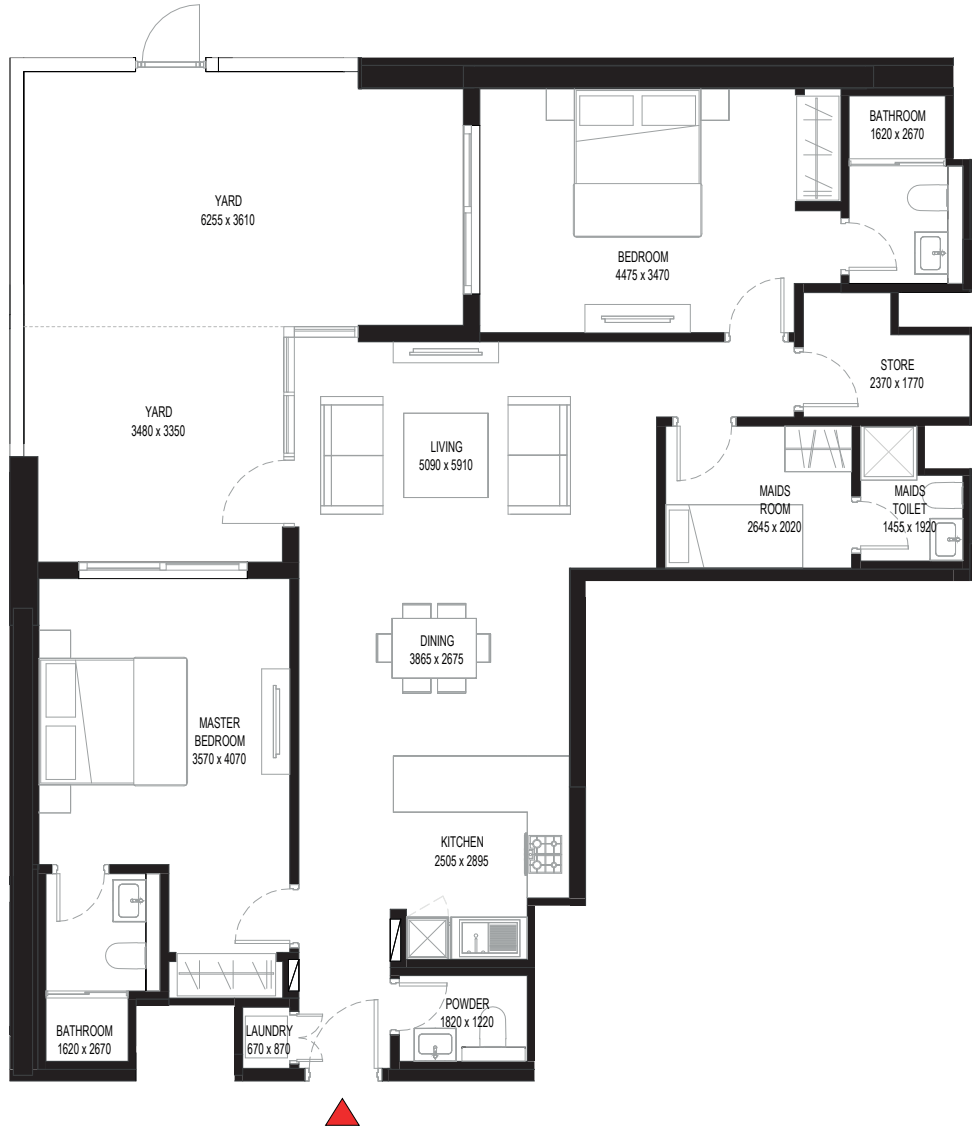 BATHROOM
1620 x 2670
YARD
6255 x 3610
BEDROOM
4475 x 3470
STORE
2370 x 1770
YARD
3480 x 3350
LIVING
5090 x 5910
MAIDS
ROOM
2645 x 2020
MAIDS
TOILET
1455 x 1920
DINING
3865 x 2675
MASTER
BEDROOM
3570 x 4070
KITCHEN
2505 x 2895
POWDER
1820 x 1220
BATHROOM
1620 x 2670
LAUNDRY
670 x 870